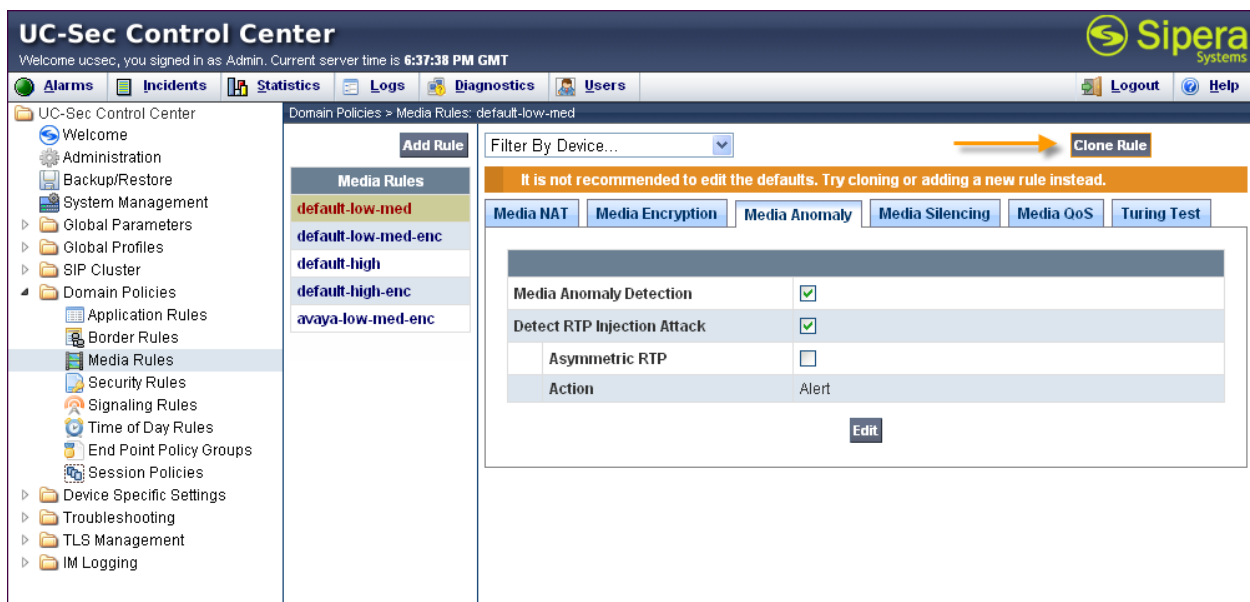 UC-Sec Control Center
Sipera
Systems
Welcome ucsec, you signed in as Admin. Current server time is 6:37:38 PM GMT
Alarms Incidents Statistics Logs Diagnostics Users Logout Help
UC-Sec Control Center
Welcome
Administration
Backup/Restore
System Management
Global Parameters
Global Profiles
SIP Cluster
Domain Policies
Application Rules
Border Rules
Media Rules
Security Rules
Signaling Rules
Time of Day Rules
End Point Policy Groups
Session Policies
Device Specific Settings
Troubleshooting
TLS Management
IM Logging
Domain Policies > Media Rules: default-low-med
Add Rule
Media Rules
default-low-med
default-low-med-enc
default-high
default-high-enc
avaya-low-med-enc
Filter By Device...
Clone Rule
It is not recommended to edit the defaults. Try cloning or adding a new rule instead.
Media NAT Media Encryption Media Anomaly Media Silencing Media QoS Turing Test
Media Anomaly Detection
Detect RTP Injection Attack
Asymmetric RTP
Action Alert
Edit